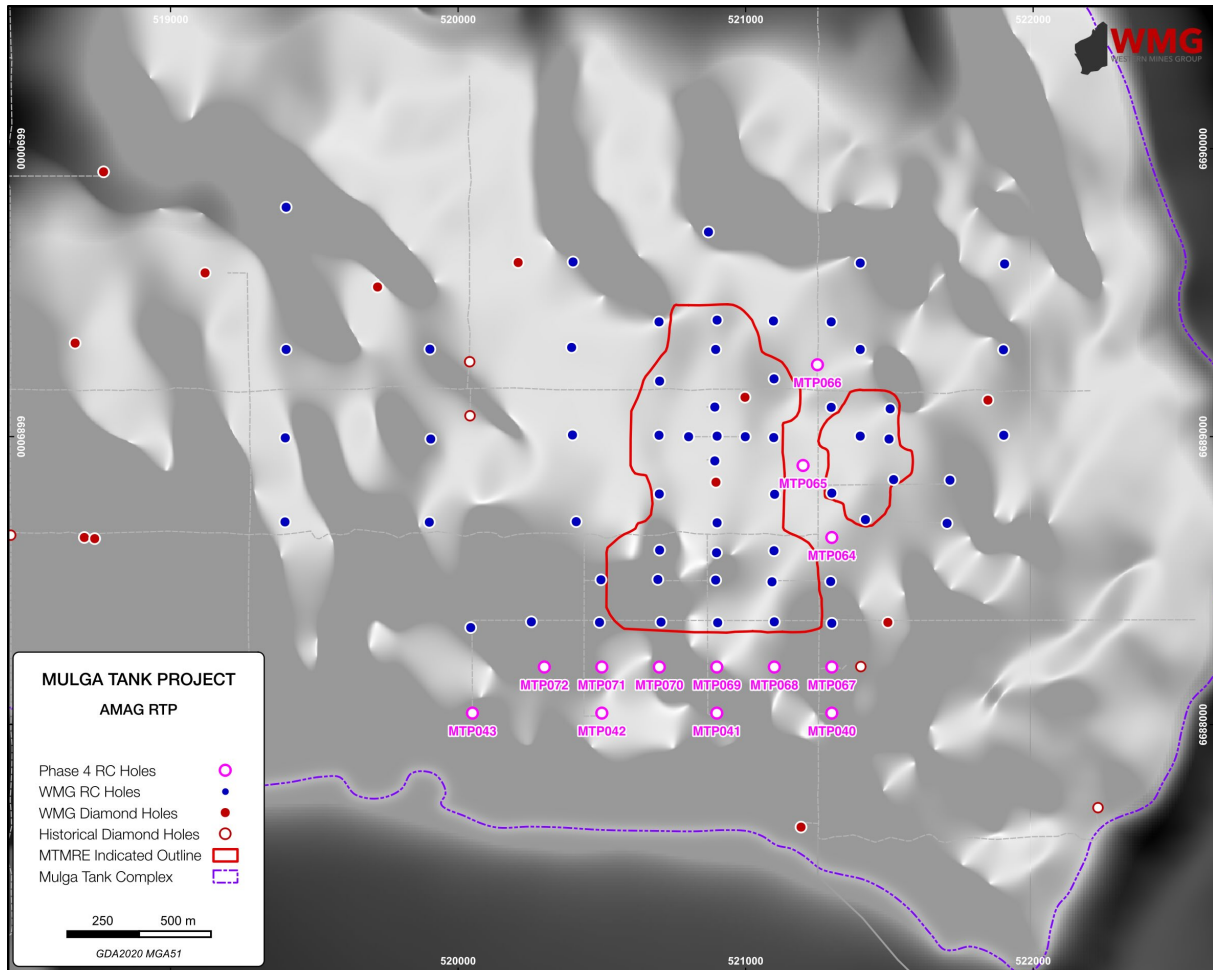 519000
520000
521000
522000
WMG
WESTERN MINES GROUP
6690000
6690000
MTP066
6689000
6689000
MTP065
MTP064
MTP072
MTP071
MTP070
MTP069
MTP068
MTP067
MTP043
MTP042
MTP041
MTP040
6688000
MULGA TANK PROJECT
AMAG RTP
Phase 4 RC Holes
WMG RC Holes
WMG Diamond Holes
Historical Diamond Holes
MTMRE Indicated Outline
Mulga Tank Complex
250 500 m
GDA2020 MGA51
520000
521000
522000